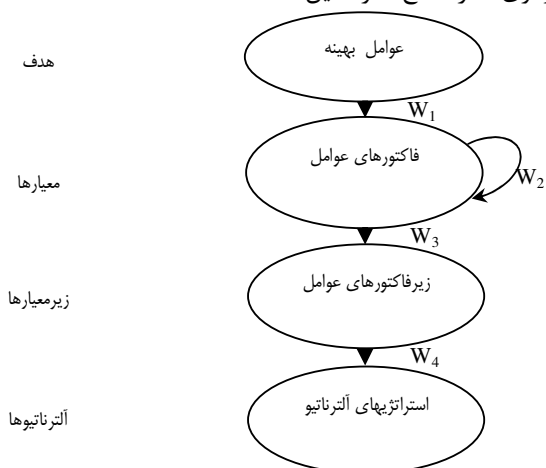 عوامل بهینه
هدف
W1
فاکتورهای عوامل
معیارها
W2
W3
زیرفاکتورهای عوامل
زیرمعیارها
W4
استراتژیهای آلترناتیو
آلترناتیوها